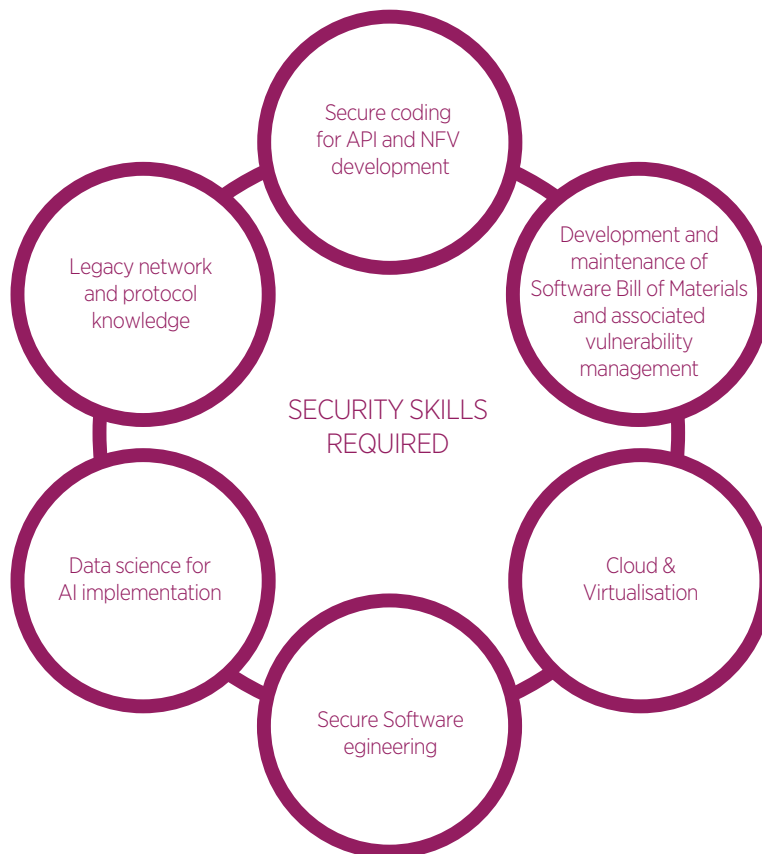 Secure coding
for API and NFV
development
Development and
maintenance of
Software Bill of Materials
and associated
vulnerability
management
Legacy network
and protocol
knowledge
SECURITY SKILLS
REQUIRED
Data science for
AI implementation
Cloud &
Virtualisation
Secure Software
egineering